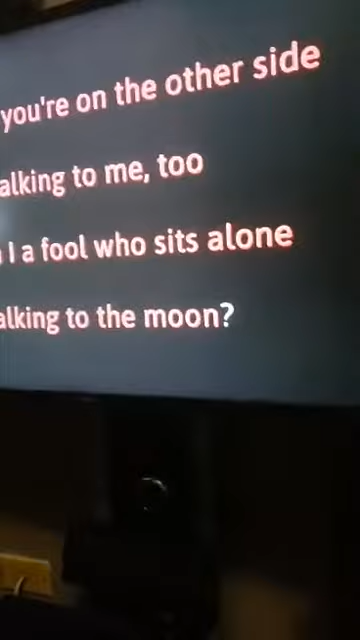 you're on the other side
alking to me, too
I a fool who sits alone
alking to the moon?